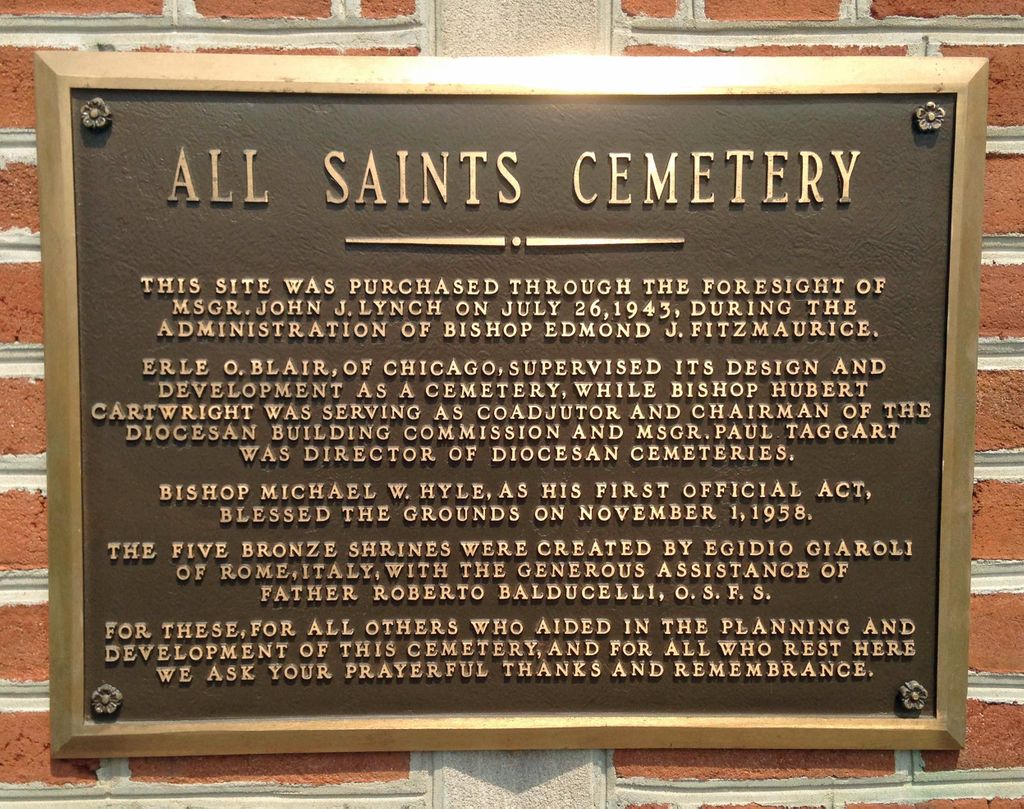 ALL SAINTS CEMETERY
THIS SITE WAS PURCHASED THROUGH THE FORESIGHT OF
MSGR. JOHN J. LYNCH ON JULY 26, 1943, DURING THE
ADMINISTRATION OF BISHOP EDMOND J. FITZMAURICE.
ERLE O. BLAIR, OF CHICAGO, SUPERVISED ITS DESIGN AND
DEVELOPMENT AS A CEMETERY, WHILE BISHOP HUBERT
CARTWRIGHT WAS SERVING AS COADJUTOR AND CHAIRMAN OF THE
DIOCESAN BUILDING COMMISSION AND MSGR. PAUL TAGGART
WAS DIRECTOR OF DIOCESAN CEMETERIES.
BISHOP MICHAEL W. HYLE, AS HIS FIRST OFFICIAL ACT,
BLESSED THE GROUNDS ON NOVEMBER 1, 1958.
THE FIVE BRONZE SHRINES WERE CREATED BY EGIDIO GIAROLI
OF ROME, ITALY, WITH THE GENEROUS ASSISTANCE OF
FATHER ROBERTO BALDUCELLI, O.S.F.S.
FOR THESE, FOR ALL OTHERS WHO AIDED IN THE PLANNING AND
DEVELOPMENT OF THIS CEMETERY, AND FOR ALL WHO REST HERE
WE ASK YOUR PRAYERFUL THANKS AND REMEMBRANCE.